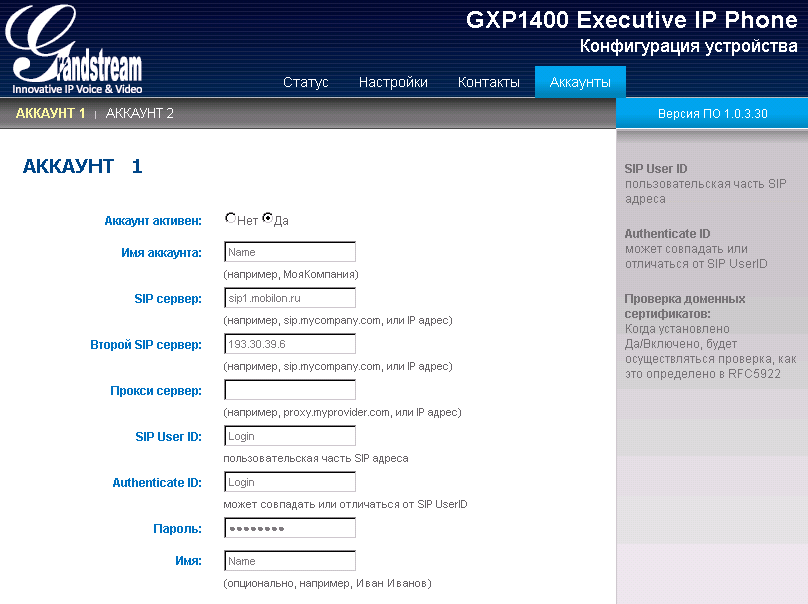 GXP1400 Executive IP Phone
Конфигурация устройства
Grandstream
Innovative IP Voice & Video
Статус Настройки Контакты Аккаунты
АККАУНТ 1 | АККАУНТ 2
Версия ПО 1.0.3.30
АККАУНТ 1
Аккаунт активен: Нет Да
Имя аккаунта: Name
(например, МояКомпания)
SIP сервер: sip1.mobilon.ru
(например, sip.mycompany.com, или IP адрес)
Второй SIP сервер: 193.30.39.6
(например, sip.mycompany.com, или IP адрес)
Прокси сервер:
(например, proxy.myprovider.com, или IP адрес)
SIP User ID: Login
пользовательская часть SIP адреса
Authenticate ID: Login
может совпадать или отличаться от SIP UserID
Пароль: ••••••••
Имя: Name
(опционально, например, Иван Иванов)
SIP User ID
пользовательская часть SIP
адреса
Authenticate ID
может совпадать или
отличаться от SIP UserID
Проверка доменных
сертификатов:
Когда установлено
Да/Включено, будет
осуществляться проверка, как
это определено в RFC5922